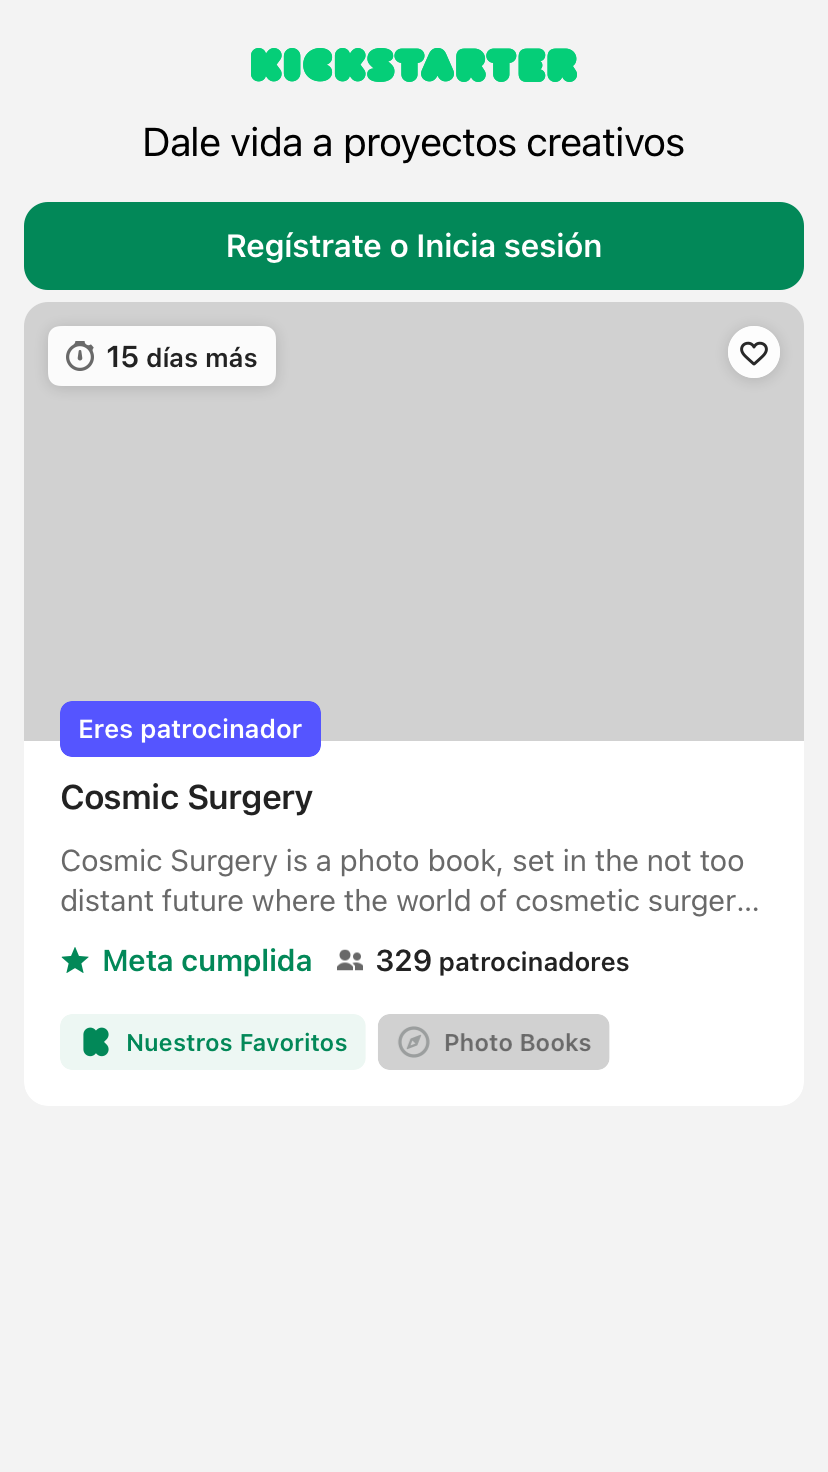 KICKSTARTER
Dale vida a proyectos creativos
Regístrate o Inicia sesión
15 días más
Eres patrocinador
Cosmic Surgery
Cosmic Surgery is a photo book, set in the not too
distant future where the world of cosmetic surger...
Meta cumplida 329 patrocinadores
Nuestros Favoritos Photo Books